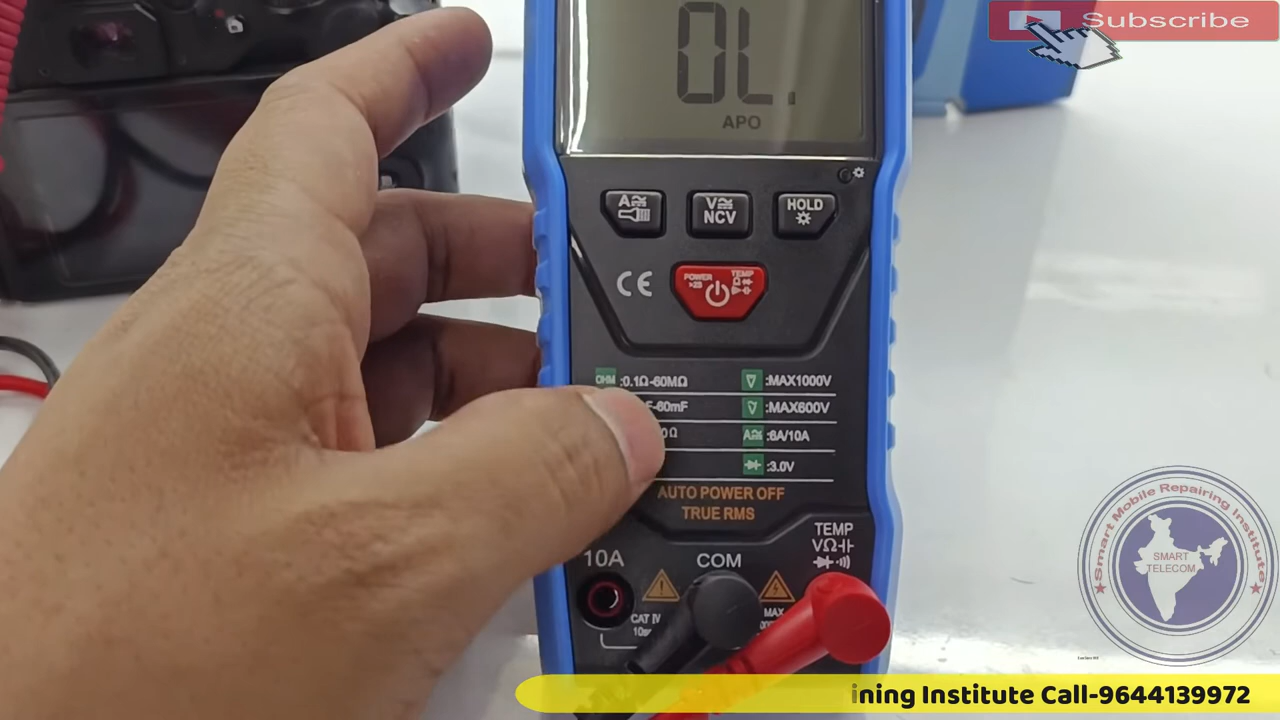 Subscribe
OL.
APO
A
V
NCV
HOLD
CE
POWER
TEMP
OHM :0.1Ω-60MΩ
:MAX1000V
F-60mF
:MAX600V
0Ω
A :6A/10A
:3.0V
AUTO POWER OFF
TRUE RMS
TEMP
VΩ
10A
COM
CAT IV
MAX
Smart Mobile Repairing Institute
SMART
TELECOM
ining Institute Call-9644139972